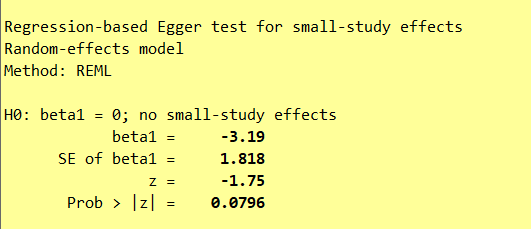 Regression-based Egger test for small-study effects
Random-effects model
Method: REML
H0: beta1 = 0; no small-study effects
beta1 = -3.19
SE of beta1 = 1.818
z = -1.75
Prob > |z| = 0.0796